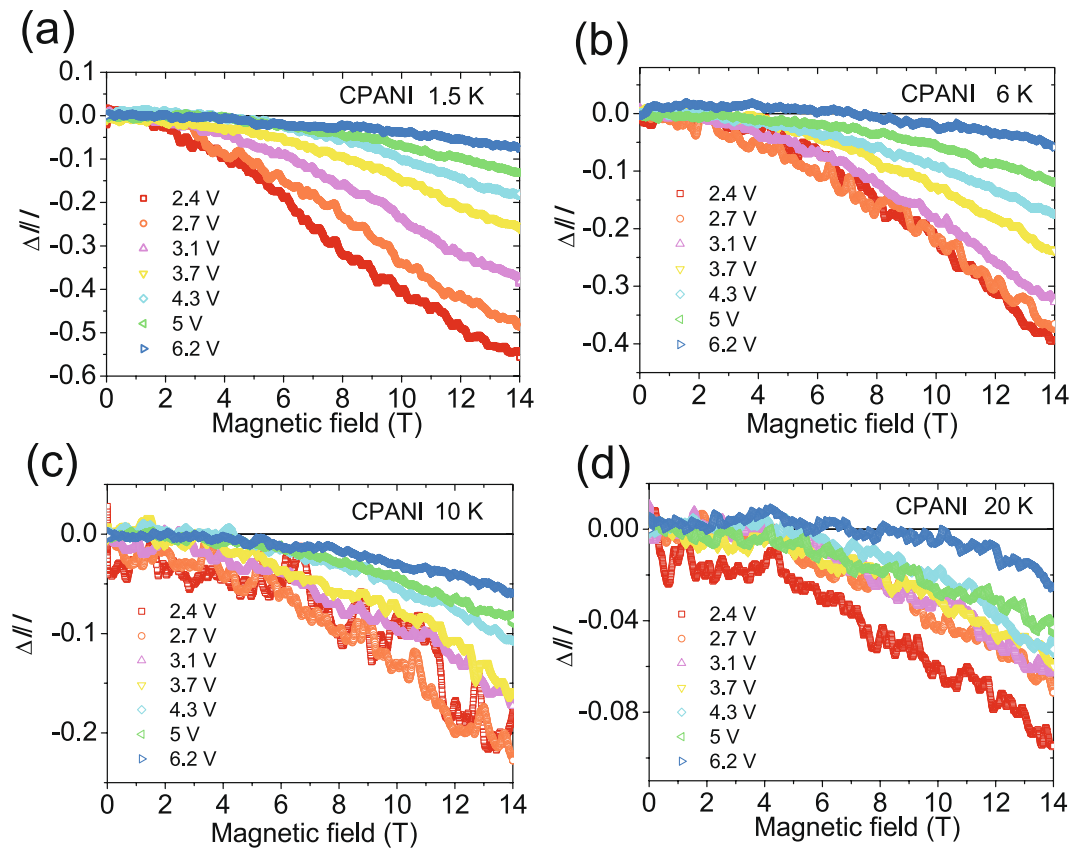 (a)
CPANI 1.5 K
0.1
0.0
-0.1
-0.2
-0.3
-0.4
-0.5
-0.6
ΔI/I
2.4 V
2.7 V
3.1 V
3.7 V
4.3 V
5 V
6.2 V
0 2 4 6 8 10 12 14
Magnetic field (T)
(b)
CPANI 6 K
0.0
-0.1
-0.2
-0.3
-0.4
ΔI/I
2.4 V
2.7 V
3.1 V
3.7 V
4.3 V
5 V
6.2 V
0 2 4 6 8 10 12 14
Magnetic field (T)
(c)
CPANI 10 K
0.0
-0.1
-0.2
ΔI/I
2.4 V
2.7 V
3.1 V
3.7 V
4.3 V
5 V
6.2 V
0 2 4 6 8 10 12 14
Magnetic field (T)
(d)
CPANI 20 K
0.00
-0.04
-0.08
ΔI/I
2.4 V
2.7 V
3.1 V
3.7 V
4.3 V
5 V
6.2 V
0 2 4 6 8 10 12 14
Magnetic field (T)